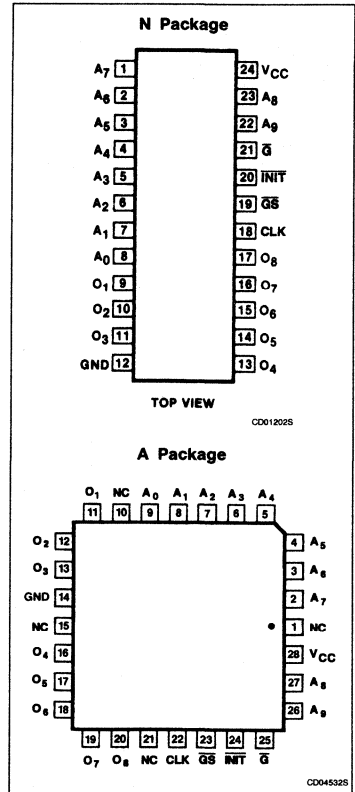 N Package
A7 1 24 VCC
A6 2 23 A8
A5 3 22 A9
A4 4 21 G̅
A3 5 20 I̅N̅I̅T̅
A2 6 19 G̅S̅
A1 7 18 CLK
A0 8 17 O8
O1 9 16 O7
O2 10 15 O6
O3 11 14 O5
GND 12 13 O4
TOP VIEW
CD01202S
A Package
O1 NC A0 A1 A2 A3 A4
11 10 9 8 7 6 5
O2 12 4 A5
O3 13 3 A6
GND 14 2 A7
NC 15 1 NC
O4 16 28 VCC
O5 17 27 A8
O6 18 26 A9
19 20 21 22 23 24 25
O7 O8 NC CLK G̅S̅ I̅N̅I̅T̅ G̅
CD04532S